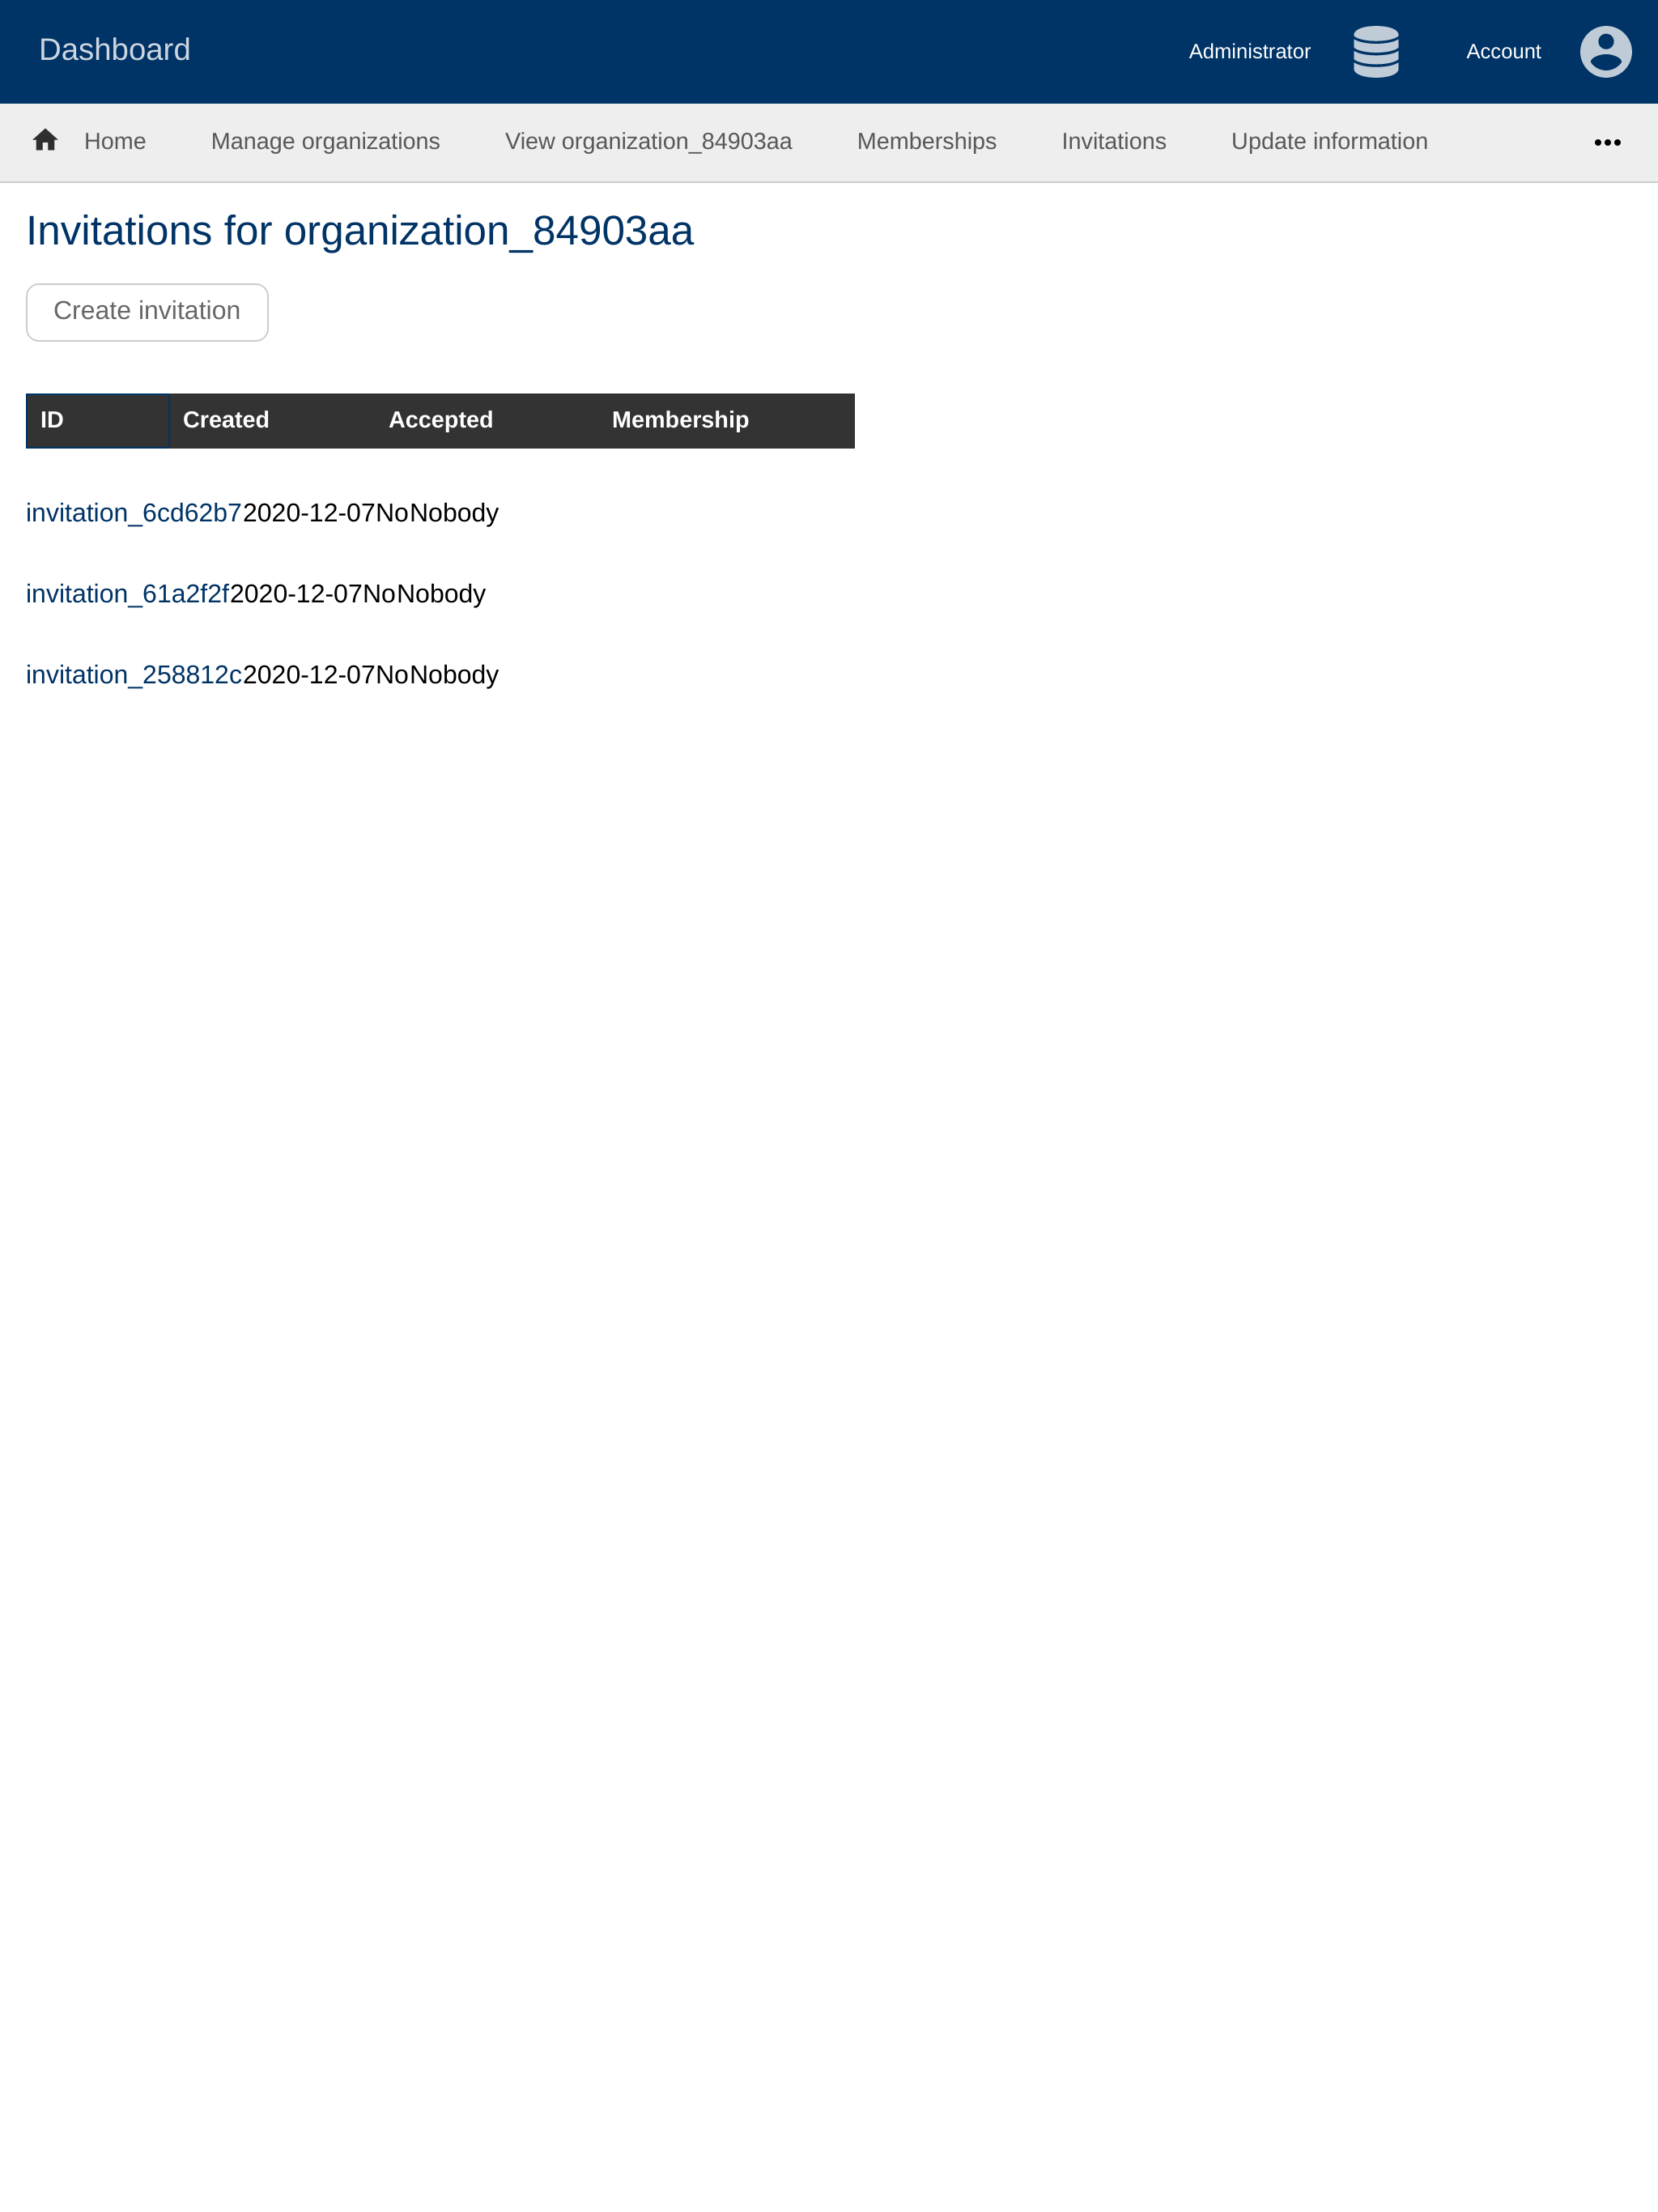 Dashboard Administrator Account
Home Manage organizations View organization_84903aa Memberships Invitations Update information
Invitations for organization_84903aa
Create invitation
ID Created Accepted Membership
invitation_6cd62b72020-12-07NoNobody
invitation_61a2f2f2020-12-07NoNobody
invitation_258812c2020-12-07NoNobody